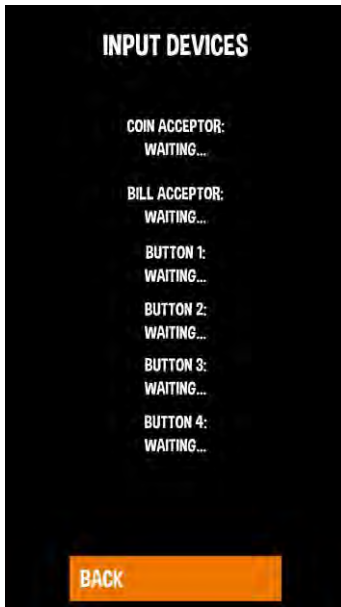 INPUT DEVICES
COIN ACCEPTOR:
WAITING...
BILL ACCEPTOR:
WAITING...
BUTTON 1:
WAITING...
BUTTON 2:
WAITING...
BUTTON 3:
WAITING...
BUTTON 4:
WAITING...
BACK